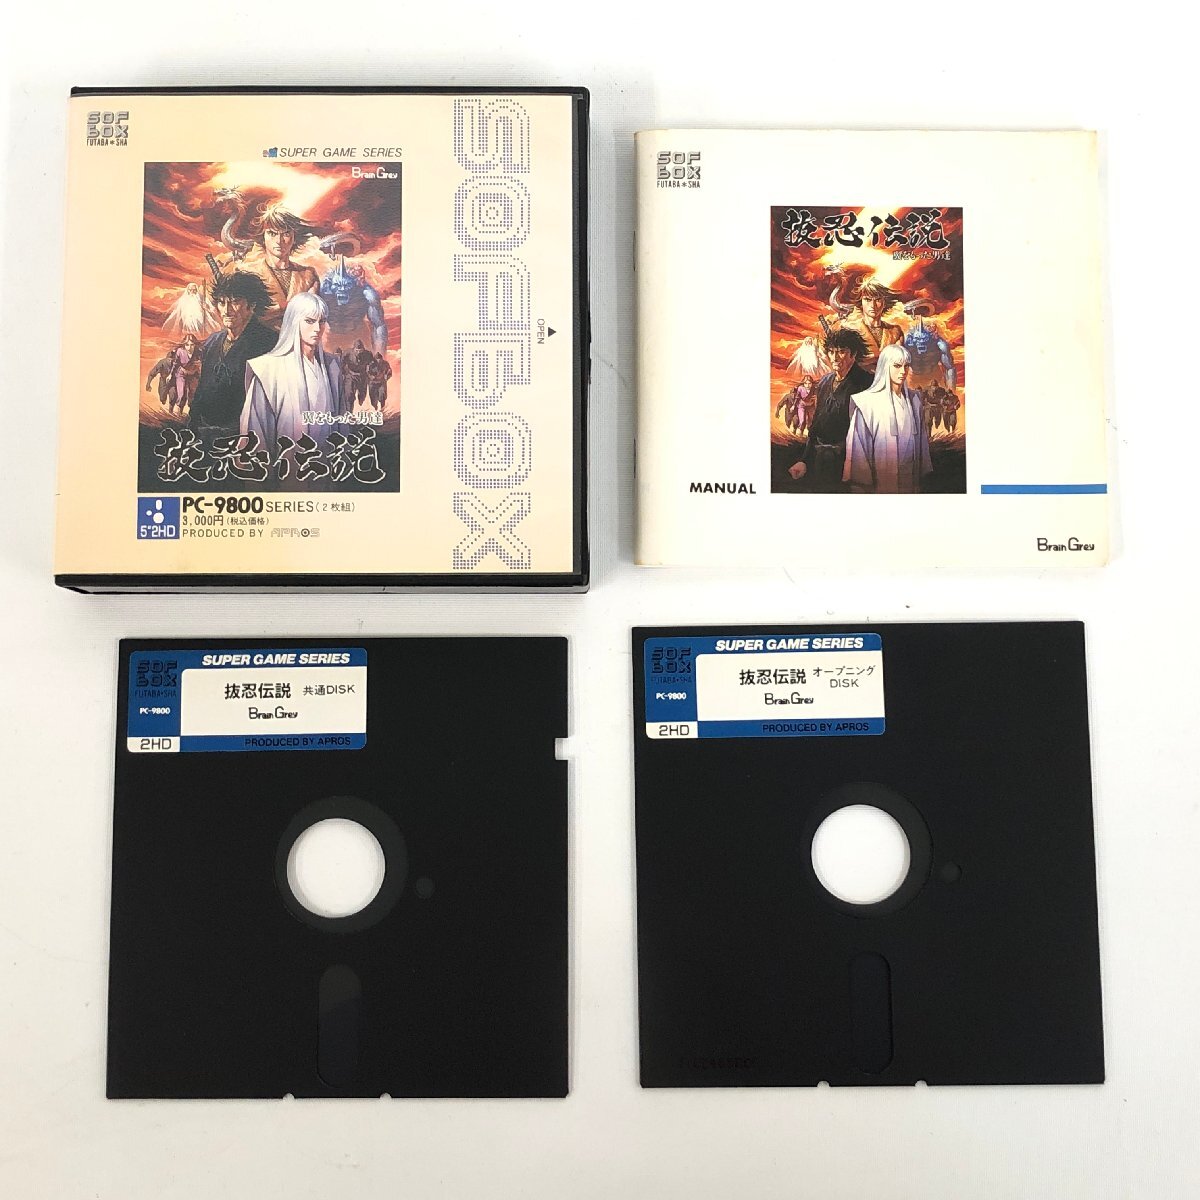 SOF
BOX
FUTABA★SHA
SUPER GAME SERIES
Brain Grey
翼をもった男達
抜忍伝説
5"2HD
PC-9800 SERIES(2枚組)
3,000円(税込価格)
PRODUCED BY APROS
SOFBOX
OPEN
SOF
BOX
FUTABA★SHA
抜忍伝説
翼をもった男達
MANUAL
Brain Grey
SOF
BOX
FUTABA★SHA
PC-9800
2HD
SUPER GAME SERIES
抜忍伝説 共通DISK
Brain Grey
PRODUCED BY APROS
SOF
BOX
FUTABA★SHA
PC-9800
2HD
SUPER GAME SERIES
抜忍伝説 オープニング
DISK
Brain Grey
PRODUCED BY APROS